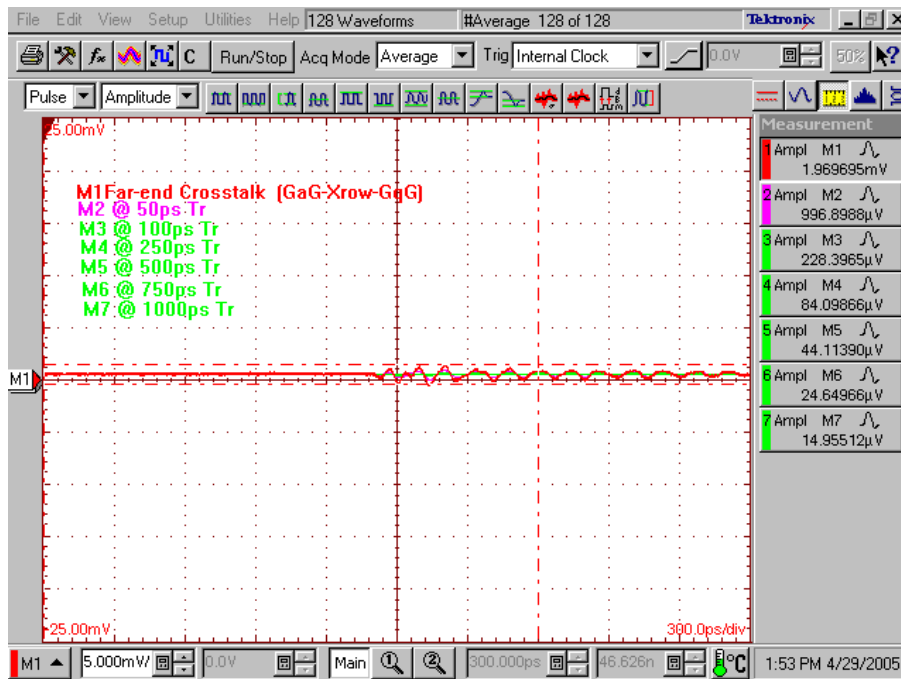 File Edit View Setup Utilities Help 128 Waveforms #Average 128 of 128 Tektronix
Run/Stop Acq Mode Average Trig Internal Clock 0.0V 50%
Pulse Amplitude
25.00mV
M1Far-end Crosstalk (GaG-Xrow-GqG)
M2 @ 50ps Tr
M3 @ 100ps Tr
M4 @ 250ps Tr
M5 @ 500ps Tr
M6 @ 750ps Tr
M7 @ 1000ps Tr
M1
-25.00mV
300.0ps/div
Measurement
1 Ampl M1
1.969695mV
2 Ampl M2
996.8988µV
3 Ampl M3
228.3965µV
4 Ampl M4
84.09866µV
5 Ampl M5
44.11390µV
6 Ampl M6
24.64966µV
7 Ampl M7
14.95512µV
M1 5.000mV/ 0.0V Main 1 2 300.000ps 46.626n °C 1:53 PM 4/29/2005